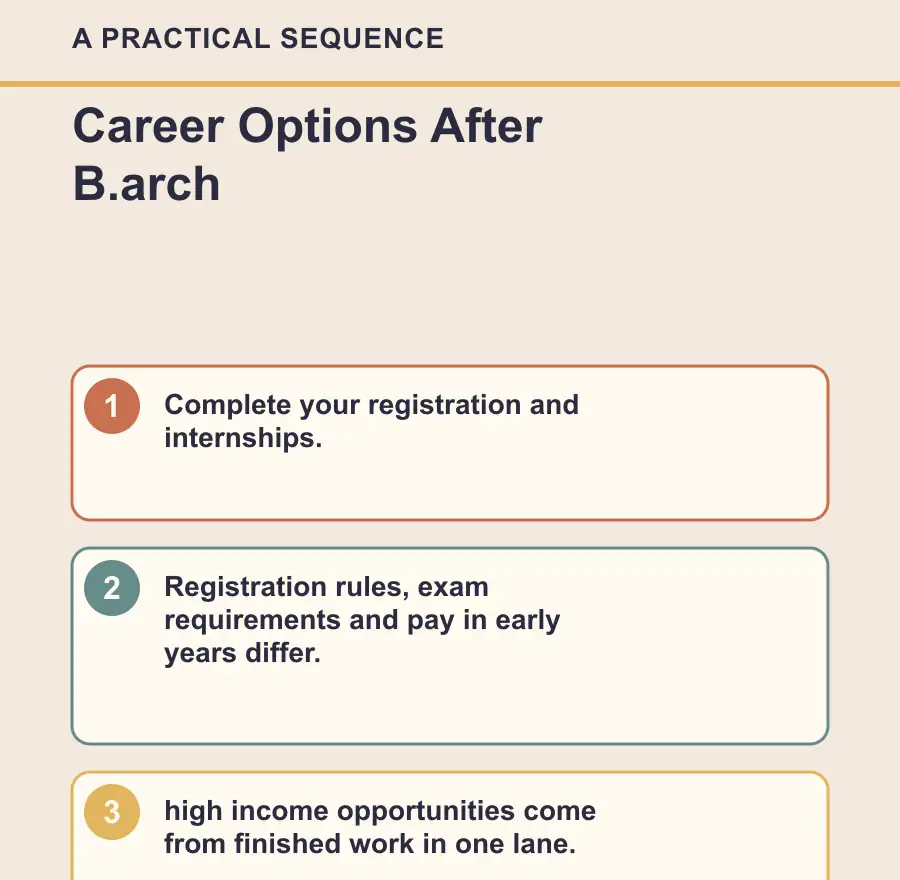 A PRACTICAL SEQUENCE
Career Options After
B.arch
1
Complete your registration and
internships.
2
Registration rules, exam
requirements and pay in early
years differ.
3
high income opportunities come
from finished work in one lane.